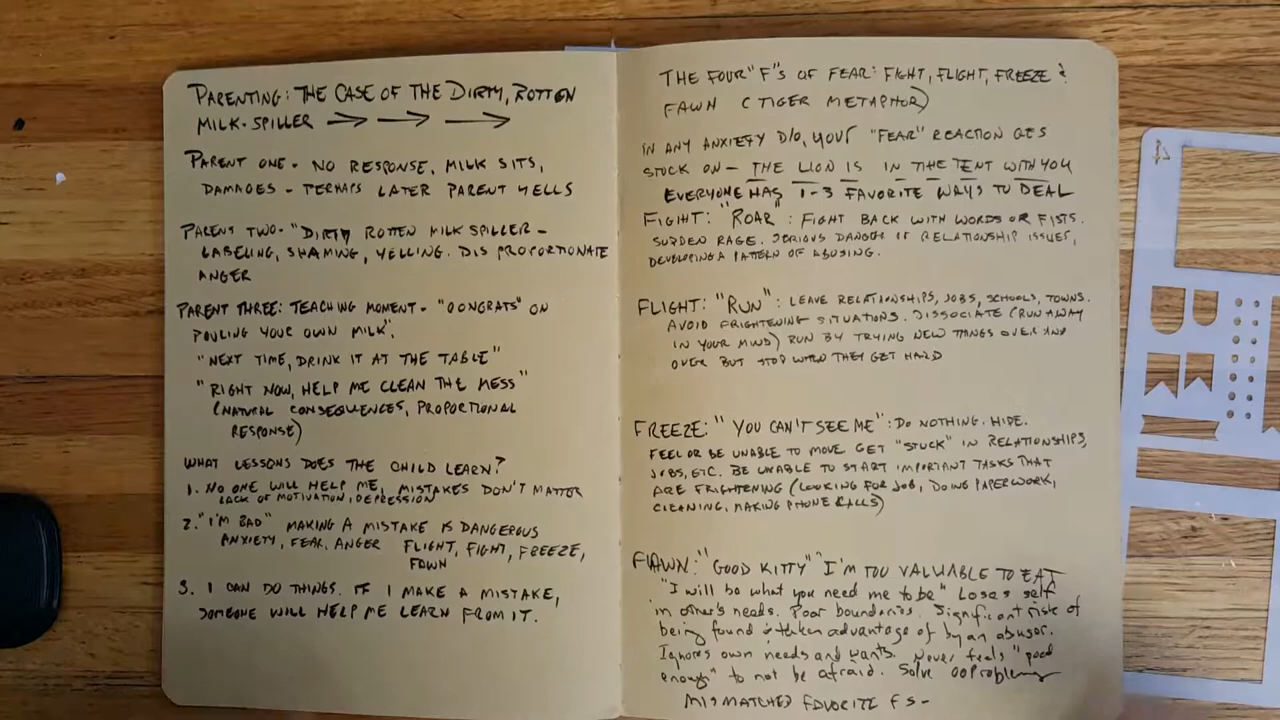 PARENTING: THE CASE OF THE DIRTY, ROTTEN
MILK-SPILLER → → →
PARENT ONE - NO RESPONSE, MILK SITS,
DAMAGES - PERHAPS LATER PARENT YELLS
PARENT TWO- "DIRTY ROTTEN MILK SPILLER -
LABELING, SHAMING, YELLING. DISPROPORTIONATE
ANGER
PARENT THREE: TEACHING MOMENT - "CONGRATS" ON
POURING YOUR OWN MILK".
"NEXT TIME, DRINK IT AT THE TABLE"
"RIGHT NOW, HELP ME CLEAN THE MESS"
(NATURAL CONSEQUENCES, PROPORTIONAL
RESPONSE)
WHAT LESSONS DOES THE CHILD LEARN?
1. NO ONE WILL HELP ME, MISTAKES DON'T MATTER
LACK OF MOTIVATION, DEPRESSION
2. "I'M BAD" MAKING A MISTAKE IS DANGEROUS
ANXIETY, FEAR, ANGER FLIGHT, FIGHT, FREEZE,
FAWN
3. I CAN DO THINGS. IF I MAKE A MISTAKE,
SOMEONE WILL HELP ME LEARN FROM IT.
THE FOUR "F"S OF FEAR: FIGHT, FLIGHT, FREEZE &
FAWN (TIGER METAPHOR)
IN ANY ANXIETY D/O, YOUR "FEAR" REACTION GETS
STUCK ON - THE LION IS IN THE TENT WITH YOU
EVERYONE HAS 1-3 FAVORITE WAYS TO DEAL
FIGHT: "ROAR": FIGHT BACK WITH WORDS OR FISTS.
SUDDEN RAGE. SERIOUS DANGER OF RELATIONSHIP ISSUES,
DEVELOPING A PATTERN OF ABUSING.
FLIGHT: "RUN": LEAVE RELATIONSHIPS, JOBS, SCHOOLS, TOWNS.
AVOID FRIGHTENING SITUATIONS. DISSOCIATE (RUN AWAY
IN YOUR MIND) RUN BY TRYING NEW THINGS OVER AND
OVER BUT STOP WHEN THEY GET HARD
FREEZE: "YOU CAN'T SEE ME": DO NOTHING. HIDE.
FEEL OR BE UNABLE TO MOVE GET "STUCK" IN RELATIONSHIPS,
JOBS, ETC. BE UNABLE TO START IMPORTANT TASKS THAT
ARE FRIGHTENING (LOOKING FOR JOB, DOING PAPERWORK,
CLEANING, MAKING PHONE CALLS)
FAWN: "GOOD KITTY" "I'M TOO VALUABLE TO EAT
"I will be what you need me to be" Loses self
in other's needs. Poor boundaries. Significant risk of
being found & taken advantage of by an abuser.
Ignores own needs and wants. Never feels "good
enough" to not be afraid. Solve problems
MISMATCHED FAVORITE FS-
4